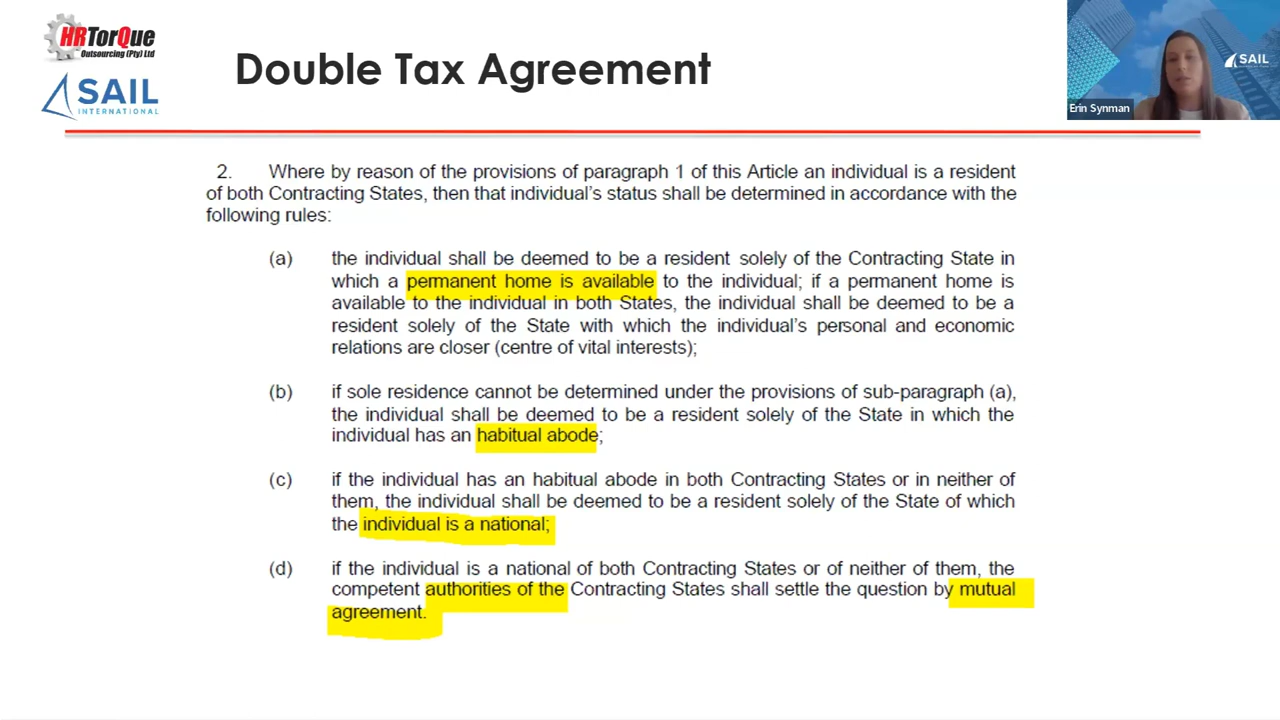 HRTorQue
Outsourcing (Pty) Ltd
SAIL
INTERNATIONAL
Double Tax Agreement
SAIL
Erin Synman
2. Where by reason of the provisions of paragraph 1 of this Article an individual is a resident
of both Contracting States, then that individual's status shall be determined in accordance with the
following rules:
(a) the individual shall be deemed to be a resident solely of the Contracting State in
which a permanent home is available to the individual; if a permanent home is
available to the individual in both States, the individual shall be deemed to be a
resident solely of the State with which the individual's personal and economic
relations are closer (centre of vital interests);
(b) if sole residence cannot be determined under the provisions of sub-paragraph (a),
the individual shall be deemed to be a resident solely of the State in which the
individual has an habitual abode;
(c) if the individual has an habitual abode in both Contracting States or in neither of
them, the individual shall be deemed to be a resident solely of the State of which
the individual is a national;
(d) if the individual is a national of both Contracting States or of neither of them, the
competent authorities of the Contracting States shall settle the question by mutual
agreement.